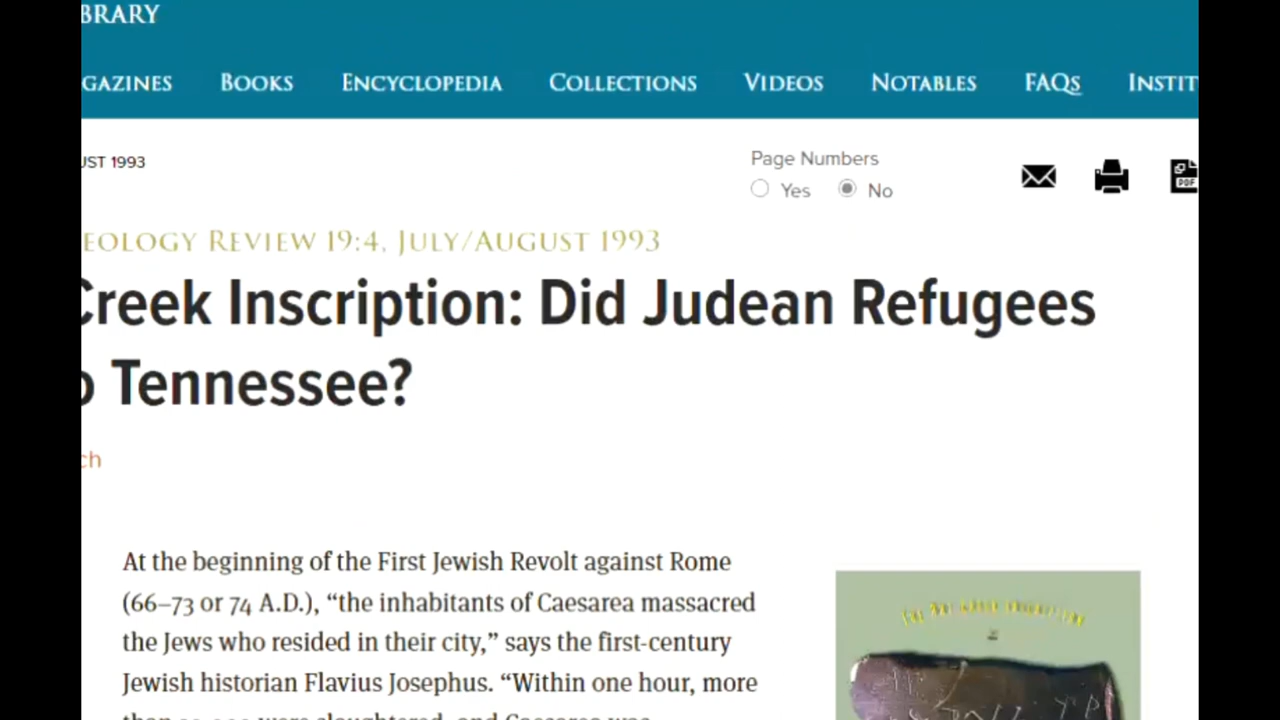 BRARY
GAZINES BOOKS ENCYCLOPEDIA COLLECTIONS VIDEOS NOTABLES FAQS INSTIT
UST 1993
Page Numbers
Yes No
PDF
EOLOGY REVIEW 19:4, JULY/AUGUST 1993
Creek Inscription: Did Judean Refugees
o Tennessee?
ch
At the beginning of the First Jewish Revolt against Rome
(66–73 or 74 A.D.), “the inhabitants of Caesarea massacred
the Jews who resided in their city,” says the first-century
Jewish historian Flavius Josephus. “Within one hour, more